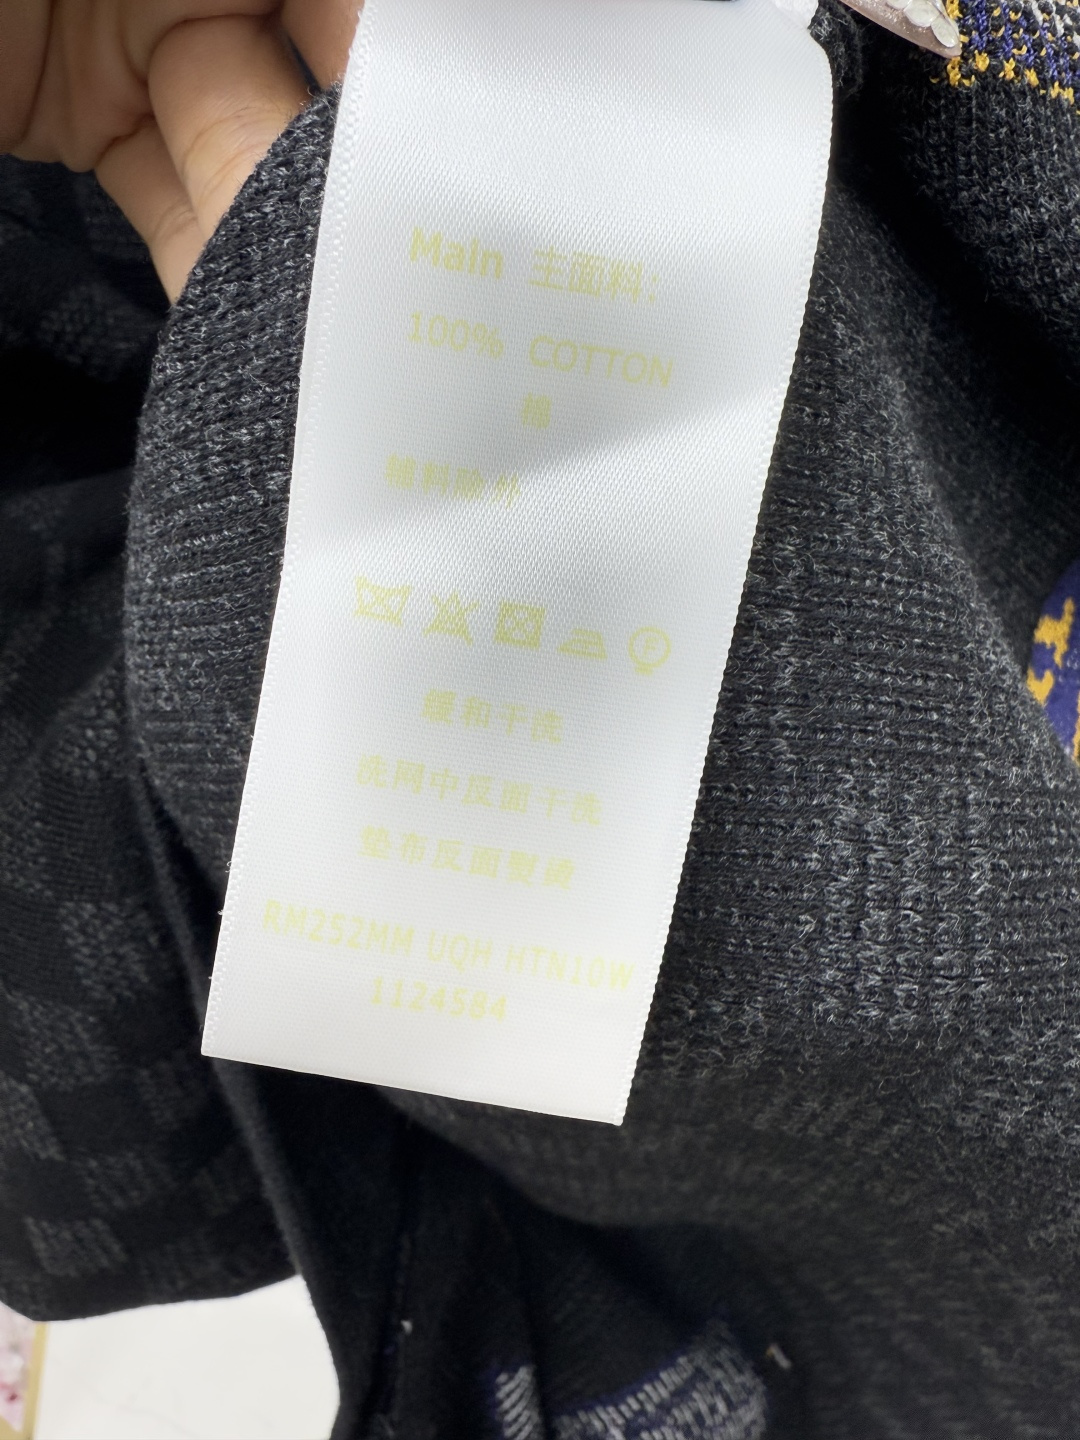 Main 主面料:
100% COTTON
棉
辅料除外
F
缓和干洗
洗网中反面干洗
垫布反面熨烫
RM252MM UQH HTN10W
1124584